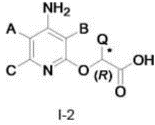 NH₂
A B
Q
* OH
C N O (R)
O
I-2